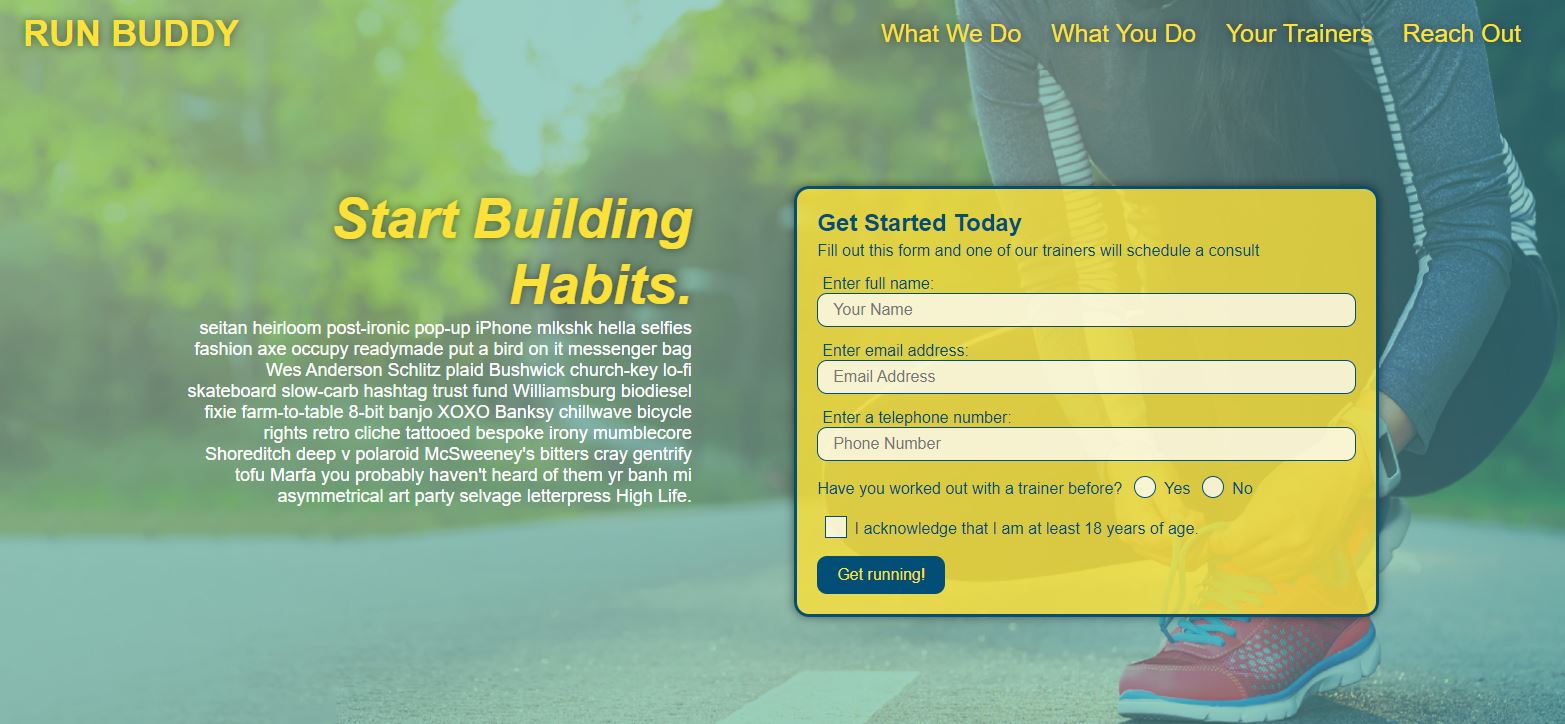 RUN BUDDY
What We Do What You Do Your Trainers Reach Out
Start Building
Habits.
seitan heirloom post-ironic pop-up iPhone mlkshk hella selfies
fashion axe occupy readymade put a bird on it messenger bag
Wes Anderson Schlitz plaid Bushwick church-key lo-fi
skateboard slow-carb hashtag trust fund Williamsburg biodiesel
fixie farm-to-table 8-bit banjo XOXO Banksy chillwave bicycle
rights retro cliche tattooed bespoke irony mumblecore
Shoreditch deep v polaroid McSweeney's bitters cray gentrify
tofu Marfa you probably haven't heard of them yr banh mi
asymmetrical art party selvage letterpress High Life.
Get Started Today
Fill out this form and one of our trainers will schedule a consult
Enter full name:
Your Name
Enter email address:
Email Address
Enter a telephone number:
Phone Number
Have you worked out with a trainer before? Yes No
I acknowledge that I am at least 18 years of age.
Get running!